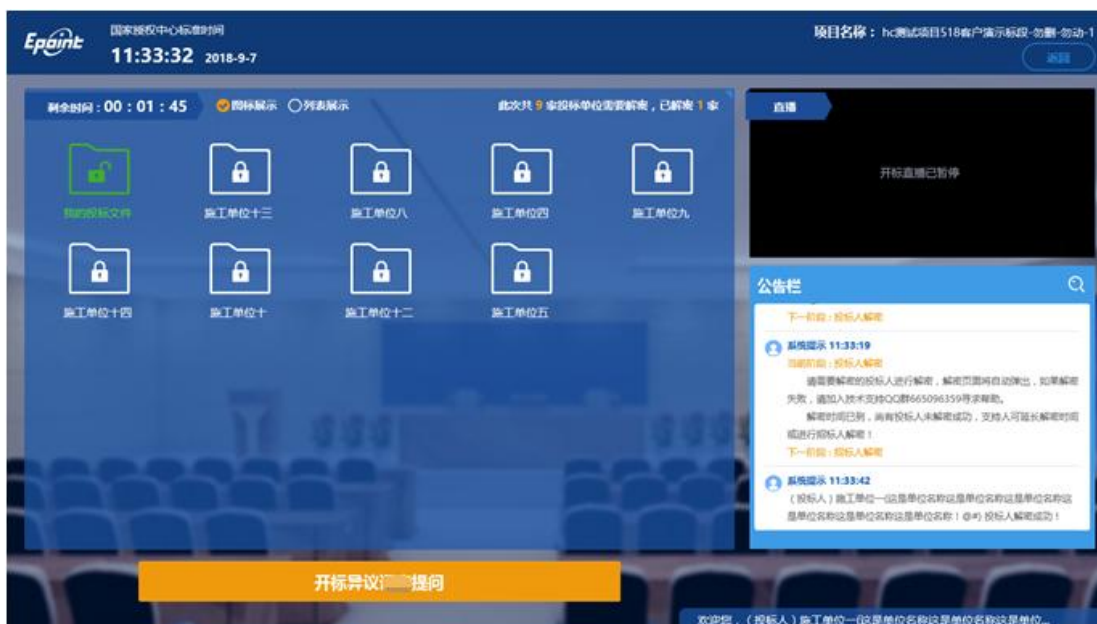 Epoint
国家授权中心标准时间
11:33:32 2018-9-7
项目名称：hc测试项目518客户演示标段-勿删-勿动-1
返回
剩余时间：00：01：45
图标展示
列表展示
此次共9家投标单位需要解密，已解密1家
直播
开标直播已暂停
我的投标文件
施工单位十三
施工单位八
施工单位四
施工单位九
施工单位十四
施工单位十
施工单位十二
施工单位五
公告栏
下一阶段：投标人解密
系统提示 11:33:19
当前阶段：投标人解密
请需要解密的投标人进行解密，解密页面将自动弹出，如果解密
失败，请加入技术支持QQ群665096359寻求帮助。
解密时间已到，尚有投标人未解密成功，支持人可延长解密时间
或进行招标人解密！
下一阶段：招标人解密
系统提示 11:33:42
（投标人）施工单位一(这是单位名称这是单位名称这是单位名称这
是单位名称这是单位名称这是单位名称！@#) 投标人解密成功！
开标异议 提问
欢迎您，（投标人）施工单位一(这是单位名称这是单位名称这是单位...